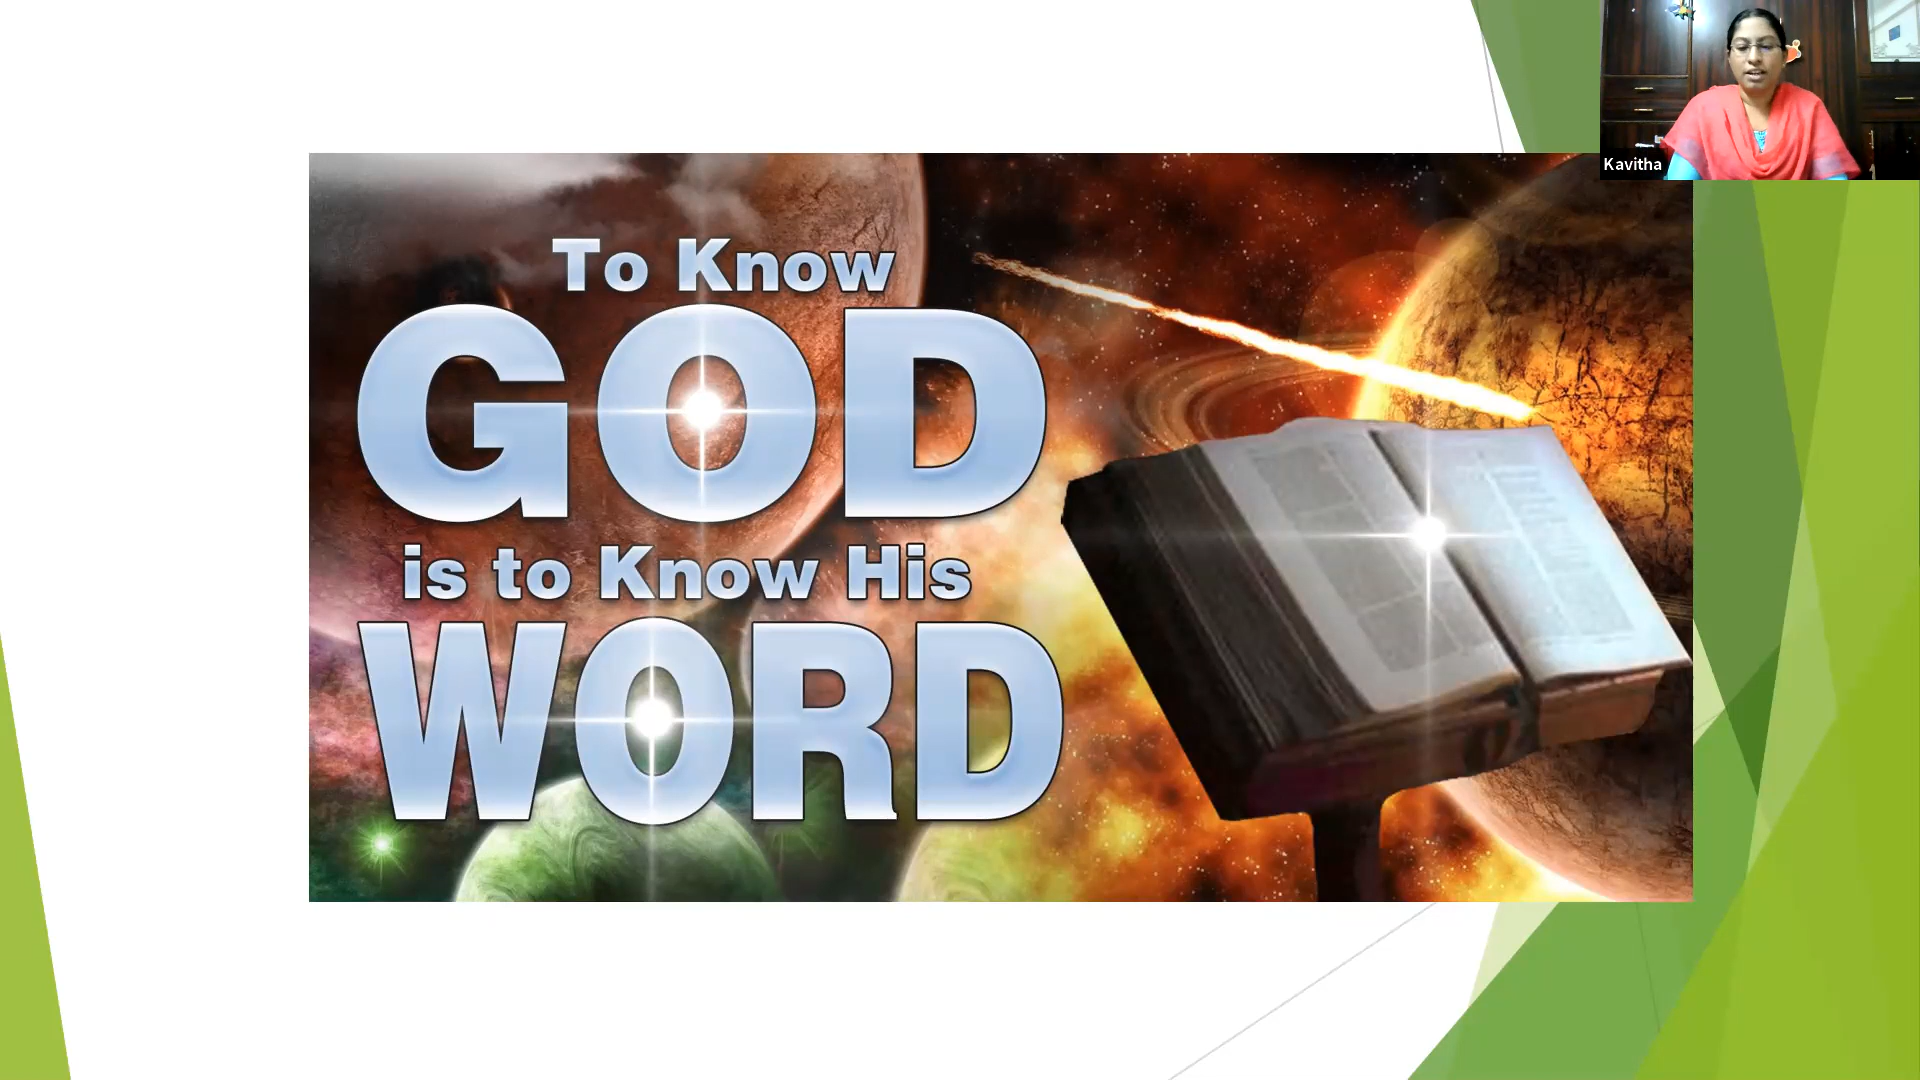 To Know
GOD
is to Know His
WORD
Kavitha